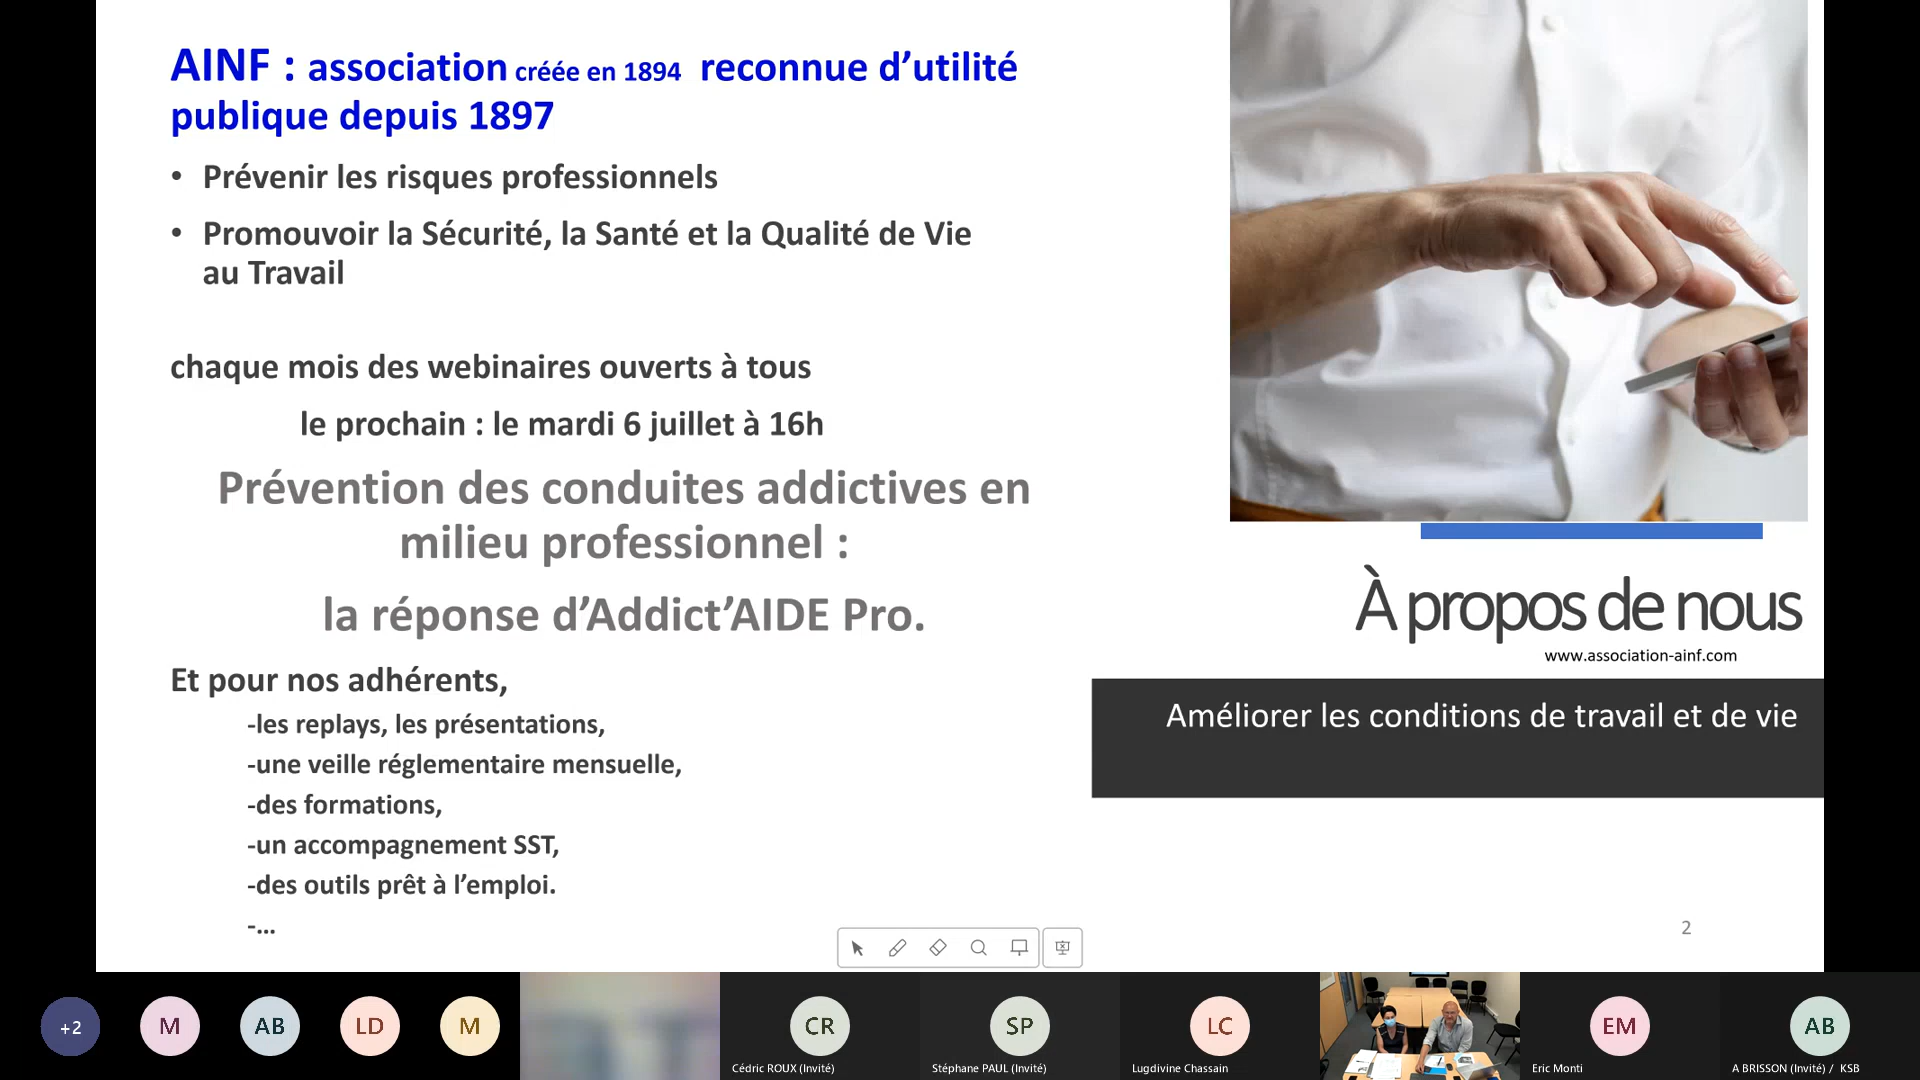 AINF : association créée en 1894 reconnue d’utilité
publique depuis 1897
• Prévenir les risques professionnels
• Promouvoir la Sécurité, la Santé et la Qualité de Vie
au Travail
chaque mois des webinaires ouverts à tous
le prochain : le mardi 6 juillet à 16h
Prévention des conduites addictives en
milieu professionnel :
la réponse d’Addict’AIDE Pro.
Et pour nos adhérents,
-les replays, les présentations,
-une veille réglementaire mensuelle,
-des formations,
-un accompagnement SST,
-des outils prêt à l’emploi.
-…
À propos de nous
www.association-ainf.com
Améliorer les conditions de travail et de vie
2
+2
M
AB
LD
M
CR
Cédric ROUX (Invité)
SP
Stéphane PAUL (Invité)
LC
Lugdivine Chassain
EM
Eric Monti
AB
A BRISSON (Invité) / KSB